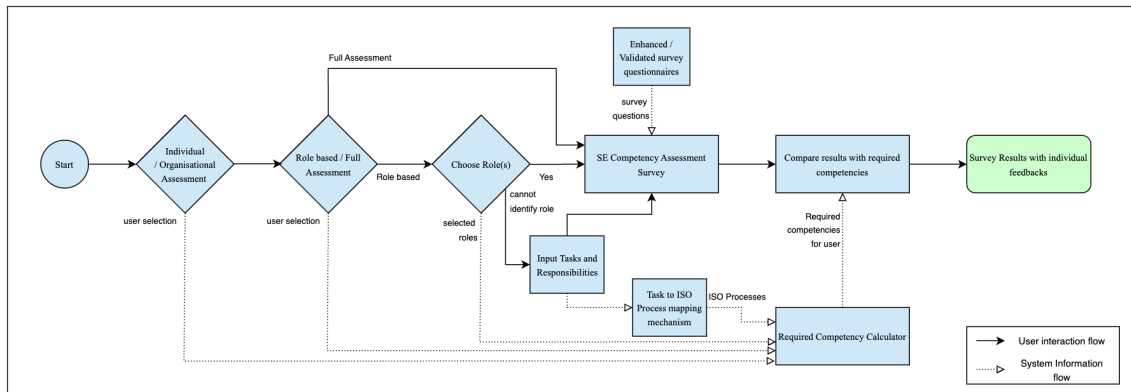 Full Assessment
Enhanced /
Validated survey
questionnaires
survey
questions
Start
Individual
/ Organisational
Assessment
Role based / Full
Assessment
Role based
Choose Role(s)
Yes
SE Competency Assessment
Survey
Compare results with required
competencies
Survey Results with individual
feedbacks
user selection
user selection
selected
roles
cannot
identify role
Required
competencies
for user
Input Tasks and
Responsibilities
Task to ISO
Process mapping
mechanism
ISO Processes
Required Competency Calculator
User interaction flow
System Information
flow